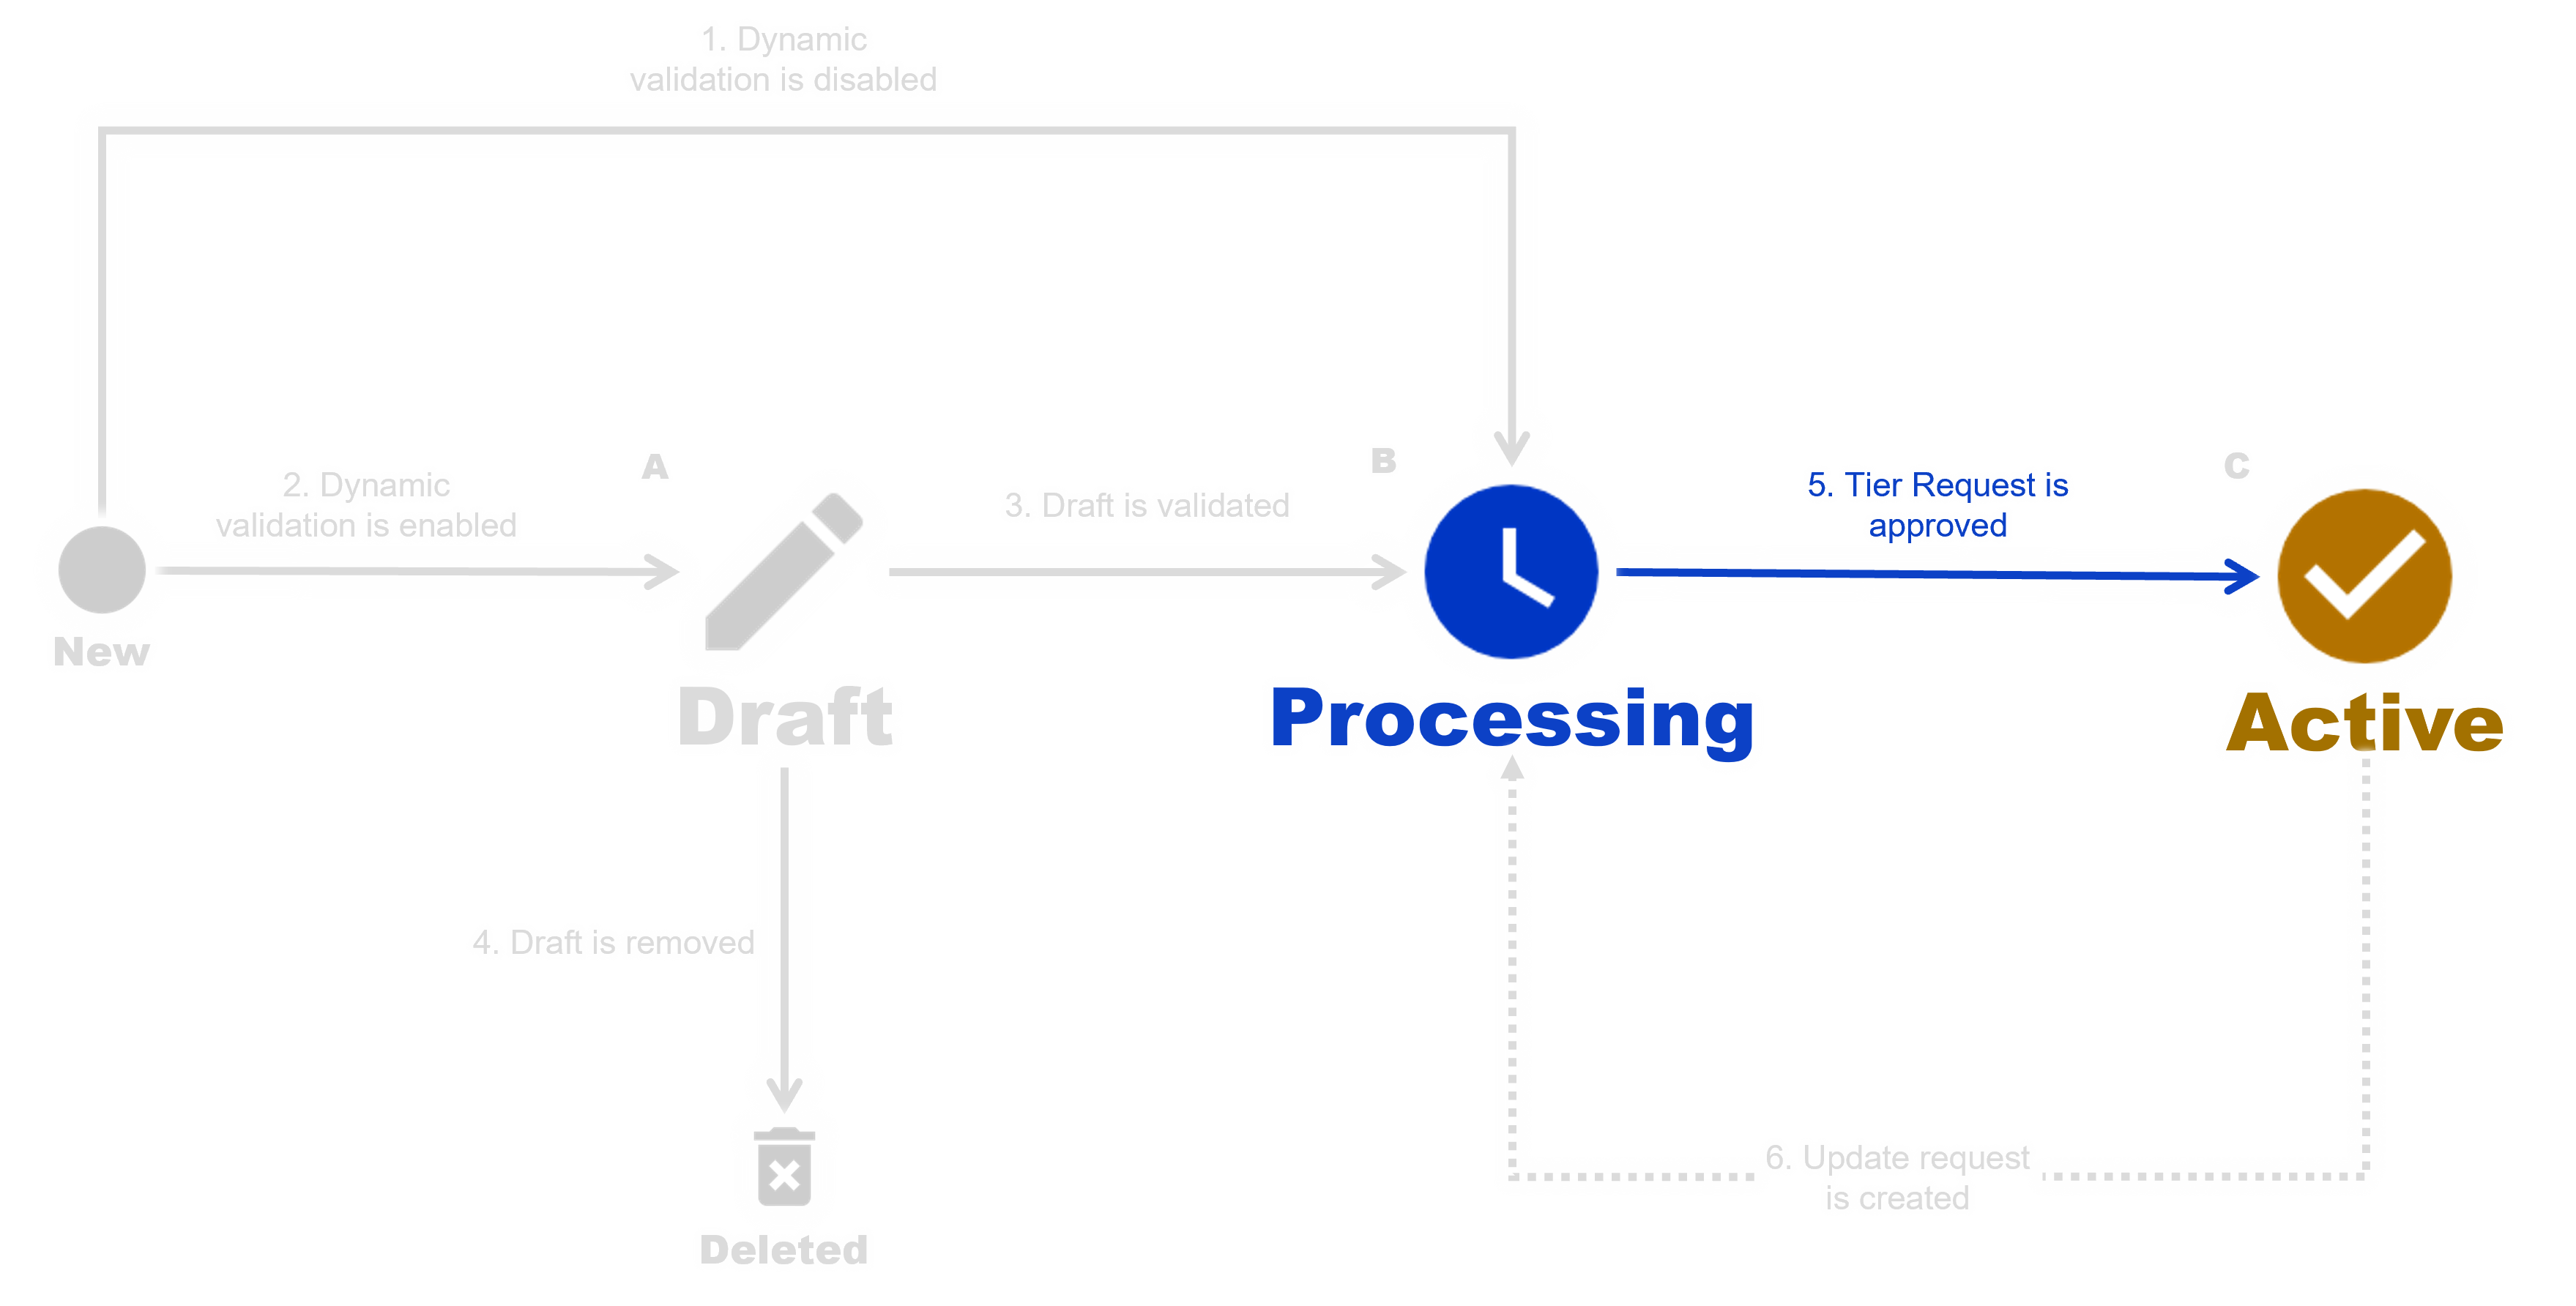 1. Dynamic
validation is disabled
2. Dynamic
validation is enabled
A
3. Draft is validated
B
5. Tier Request is
approved
C
New
Draft
Processing
Active
4. Draft is removed
6. Update request
is created
Deleted